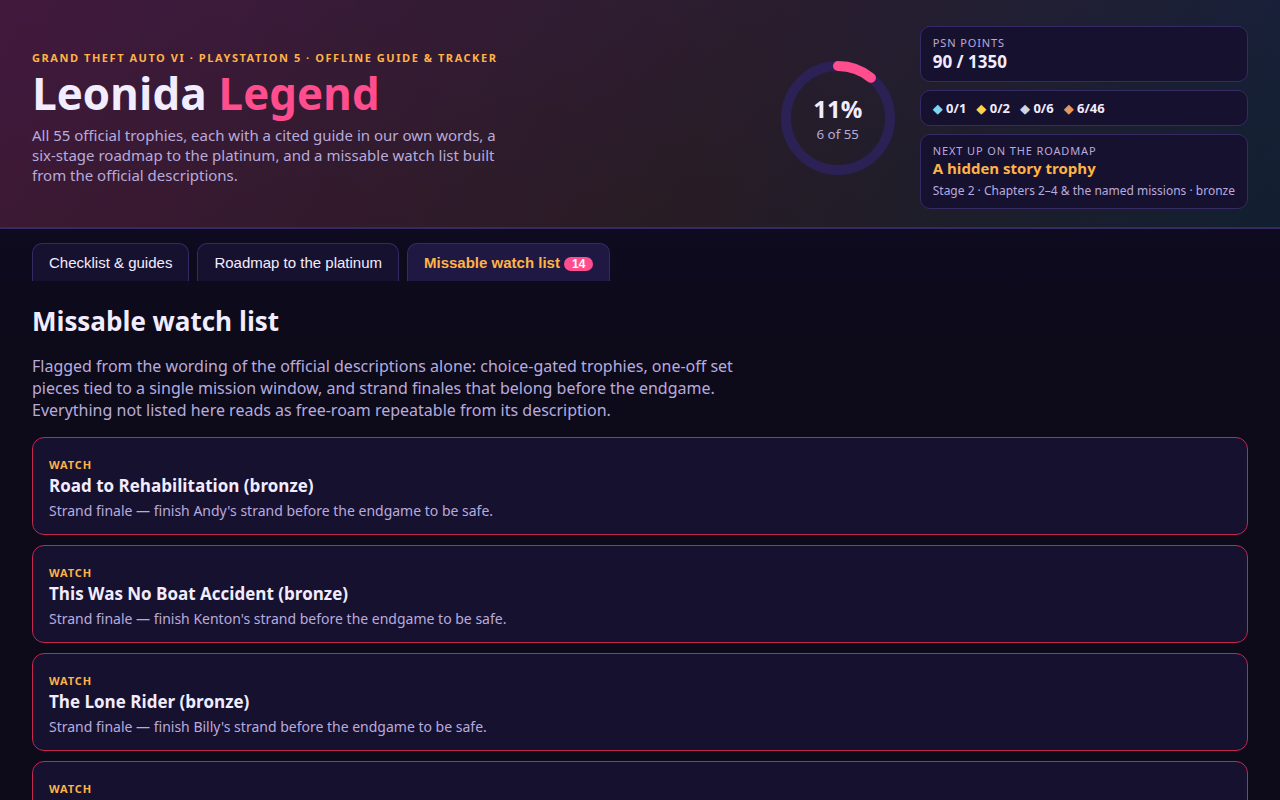 GRAND THEFT AUTO VI · PLAYSTATION 5 · OFFLINE GUIDE & TRACKER
Leonida Legend
All 55 official trophies, each with a cited guide in our own words, a
six-stage roadmap to the platinum, and a missable watch list built
from the official descriptions.
11%
6 of 55
PSN POINTS
90 / 1350
0/1 0/2 0/6 6/46
NEXT UP ON THE ROADMAP
A hidden story trophy
Stage 2 · Chapters 2–4 & the named missions · bronze
Checklist & guides
Roadmap to the platinum
Missable watch list 14
Missable watch list
Flagged from the wording of the official descriptions alone: choice-gated trophies, one-off set
pieces tied to a single mission window, and strand finales that belong before the endgame.
Everything not listed here reads as free-roam repeatable from its description.
WATCH
Road to Rehabilitation (bronze)
Strand finale — finish Andy's strand before the endgame to be safe.
WATCH
This Was No Boat Accident (bronze)
Strand finale — finish Kenton's strand before the endgame to be safe.
WATCH
The Lone Rider (bronze)
Strand finale — finish Billy's strand before the endgame to be safe.
WATCH